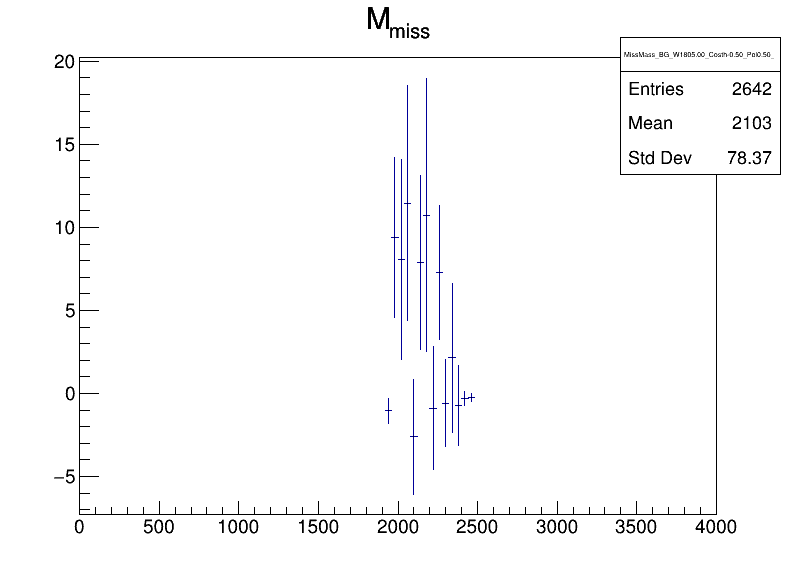 M_miss
MissMass_BG_W1805.00_Costh-0.50_Pol0.50_
Entries 2642
Mean 2103
Std Dev 78.37
20
15
10
5
0
−5
0 500 1000 1500 2000 2500 3000 3500 4000